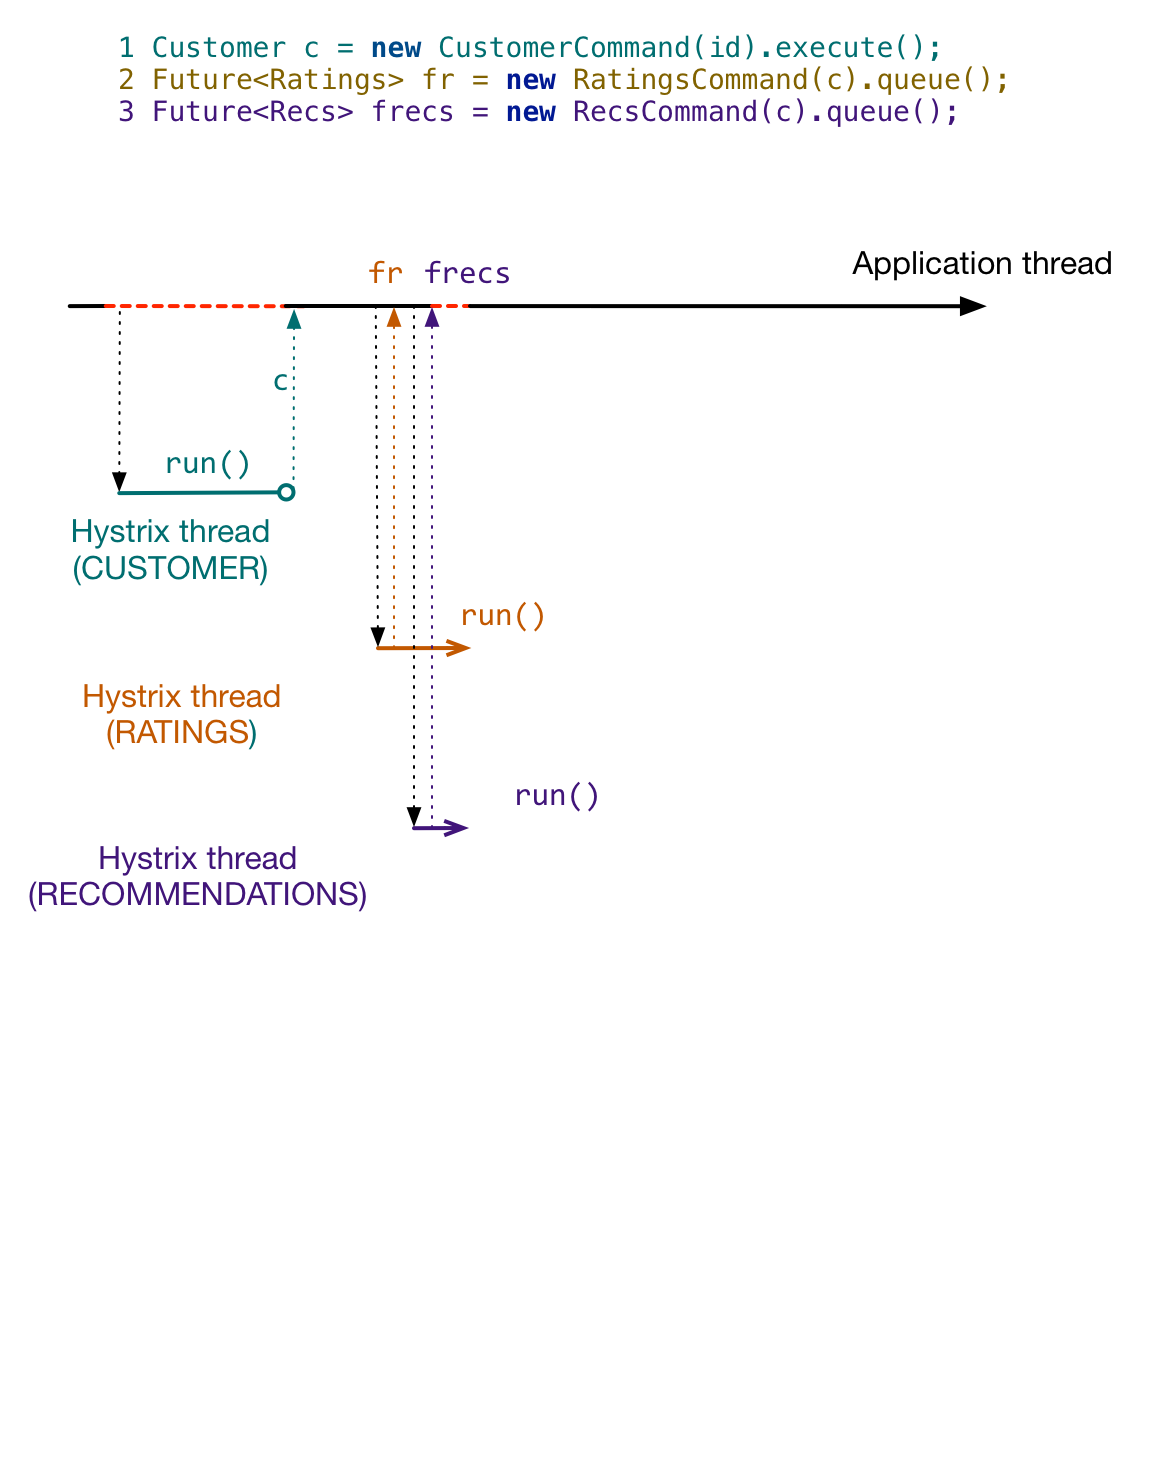 1 Customer c = new CustomerCommand(id).execute();
2 Future<Ratings> fr = new RatingsCommand(c).queue();
3 Future<Recs> frecs = new RecsCommand(c).queue();
Application thread
fr frecs
c
run()
Hystrix thread
(CUSTOMER)
run()
Hystrix thread
(RATINGS)
run()
Hystrix thread
(RECOMMENDATIONS)